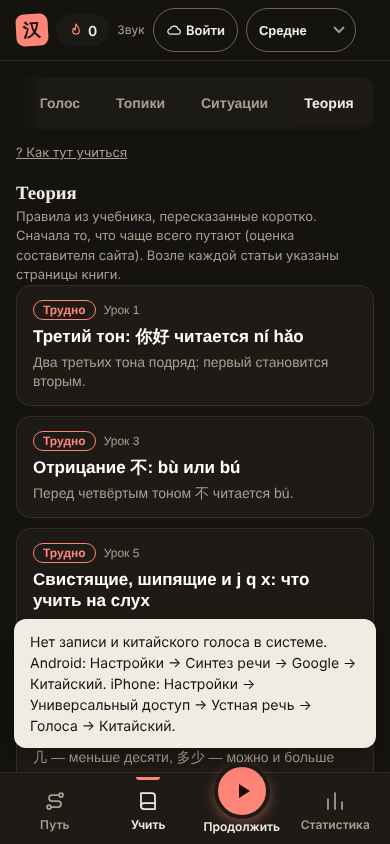 汉
0
Звук
Войти
Средне
Голос
Топики
Ситуации
Теория
? Как тут учиться
Теория
Правила из учебника, пересказанные коротко.
Сначала то, что чаще всего путают (оценка
составителя сайта). Возле каждой статьи указаны
страницы книги.
Трудно Урок 1
Третий тон: 你好 читается ní hǎo
Два третьих тона подряд: первый становится
вторым.
Трудно Урок 3
Отрицание 不: bù или bú
Перед четвёртым тоном 不 читается bú.
Трудно Урок 5
Свистящие, шипящие и j q x: что
учить на слух
Нет записи и китайского голоса в системе.
Android: Настройки → Синтез речи → Google →
Китайский. iPhone: Настройки →
Универсальный доступ → Устная речь →
Голоса → Китайский.
几 — меньше десяти, 多少 — можно и больше
Путь
Учить
Продолжить
Статистика